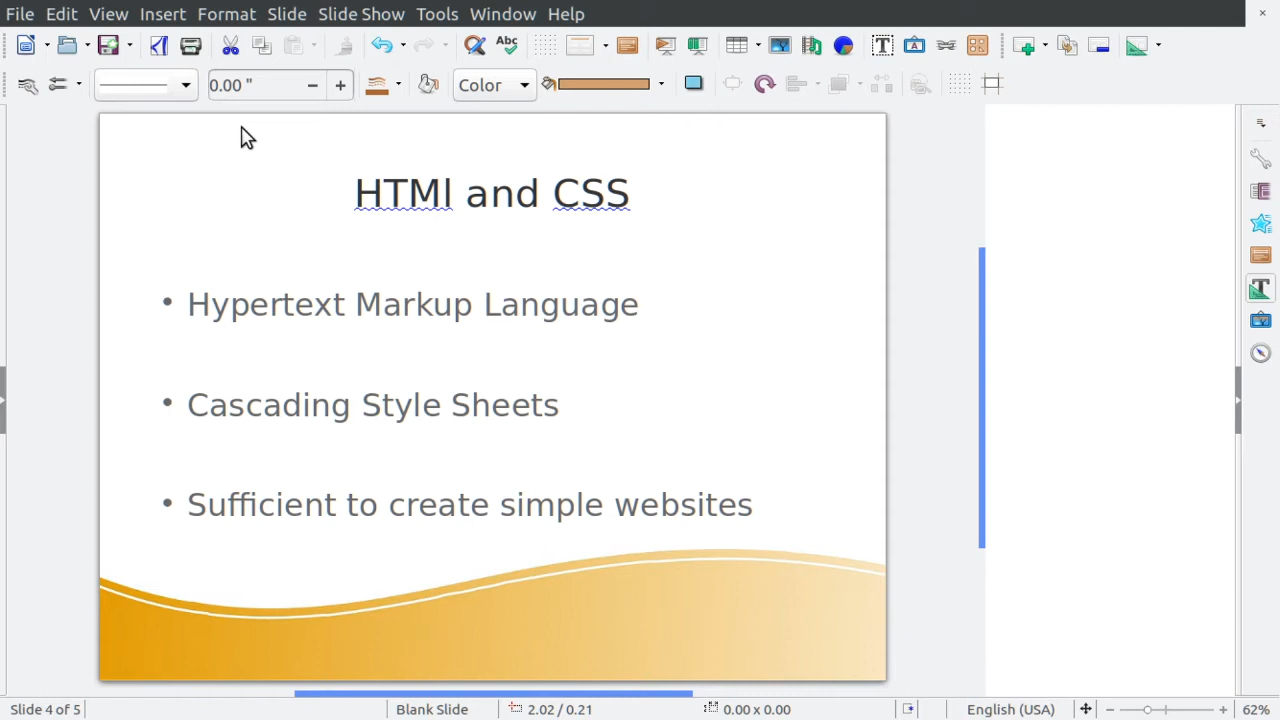 File Edit View Insert Format Slide Slide Show Tools Window Help
Abc
0.00 " Color
HTMl and CSS
• Hypertext Markup Language
• Cascading Style Sheets
• Sufficient to create simple websites
Slide 4 of 5 Blank Slide 2.02 / 0.21 0.00 x 0.00 English (USA) 62%